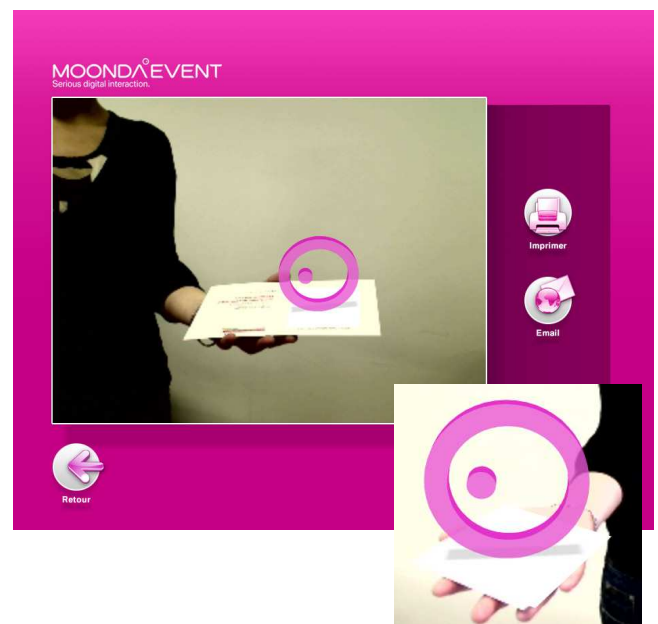 MOONDA EVENT
Serious digital interaction.
Imprimer
Email
Retour